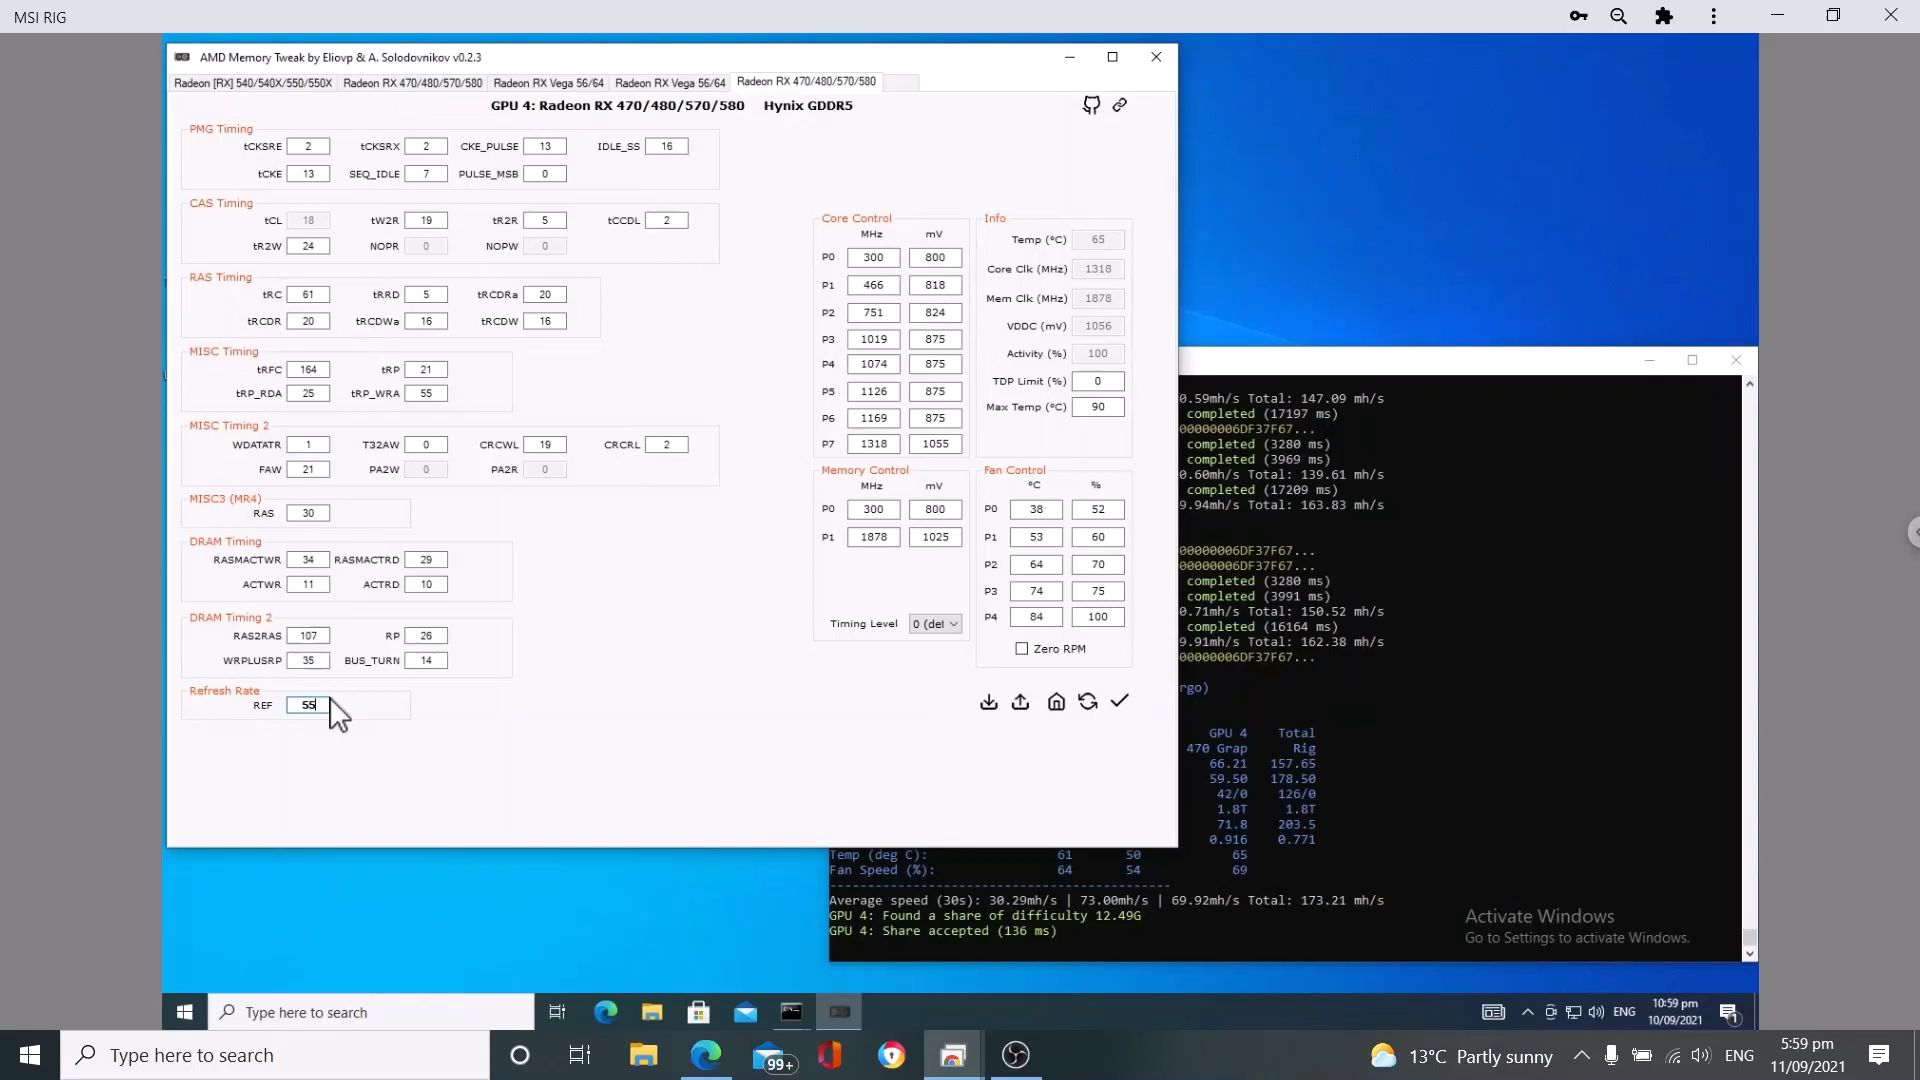 MSI RIG
AMD Memory Tweak by Eliovp & A. Solodovnikov v0.2.3
Radeon [RX] 540/540X/550/550X Radeon RX 470/480/570/580 Radeon RX Vega 56/64 Radeon RX Vega 56/64 Radeon RX 470/480/570/580
GPU 4: Radeon RX 470/480/570/580 Hynix GDDR5
PMG Timing
tCKSRE 2 tCKSRX 2 CKE_PULSE 13 IDLE_SS 16
tCKE 13 SEQ_IDLE 7 PULSE_MSB 0
CAS Timing
tCL 18 tW2R 19 tR2R 5 tCCDL 2
tR2W 24 NOPR 0 NOPW 0
RAS Timing
tRC 61 tRRD 5 tRCDRa 20
tRCDR 20 tRCDWa 16 tRCDW 16
MISC Timing
tRFC 164 tRP 21
tRP_RDA 25 tRP_WRA 55
MISC Timing 2
WDATATR 1 T32AW 0 CRCWL 19 CRCRL 2
FAW 21 PA2W 0 PA2R 0
MISC3 (MR4)
RAS 30
DRAM Timing
RASMACTWR 34 RASMACTRD 29
ACTWR 11 ACTRD 10
DRAM Timing 2
RAS2RAS 107 RP 26
WRPLUSRP 35 BUS_TURN 14
Refresh Rate
REF 55
Core Control
MHz mV
P0 300 800
P1 466 818
P2 751 824
P3 1019 875
P4 1074 875
P5 1126 875
P6 1169 875
P7 1318 1055
Info
Temp (°C) 65
Core Clk (MHz) 1318
Mem Clk (MHz) 1878
VDDC (mV) 1056
Activity (%) 100
TDP Limit (%) 0
Max Temp (°C) 90
Memory Control
MHz mV
P0 300 800
P1 1878 1025
Timing Level 0 (del
Fan Control
°C %
P0 38 52
P1 53 60
P2 64 70
P3 74 75
P4 84 100
Zero RPM
0.59mh/s Total: 147.09 mh/s
completed (17197 ms)
00000006DF37F67...
completed (3280 ms)
completed (3969 ms)
0.60mh/s Total: 139.61 mh/s
completed (17209 ms)
9.94mh/s Total: 163.83 mh/s
00000006DF37F67...
00000006DF37F67...
completed (3280 ms)
completed (3991 ms)
0.71mh/s Total: 150.52 mh/s
completed (16164 ms)
9.91mh/s Total: 162.38 mh/s
00000006DF37F67...
rgo)
GPU 4 Total
470 Grap Rig
66.21 157.65
59.50 178.50
42/0 126/0
1.8T 1.8T
71.8 203.5
0.916 0.771
Temp (deg C): 61 50 65
Fan Speed (%): 64 54 69
------------------------------------------
Average speed (30s): 30.29mh/s | 73.00mh/s | 69.92mh/s Total: 173.21 mh/s
GPU 4: Found a share of difficulty 12.49G
GPU 4: Share accepted (136 ms)
Activate Windows
Go to Settings to activate Windows.
Type here to search
ENG
10:59 pm
10/09/2021
1
Type here to search
99+
13°C Partly sunny
ENG
5:59 pm
11/09/2021